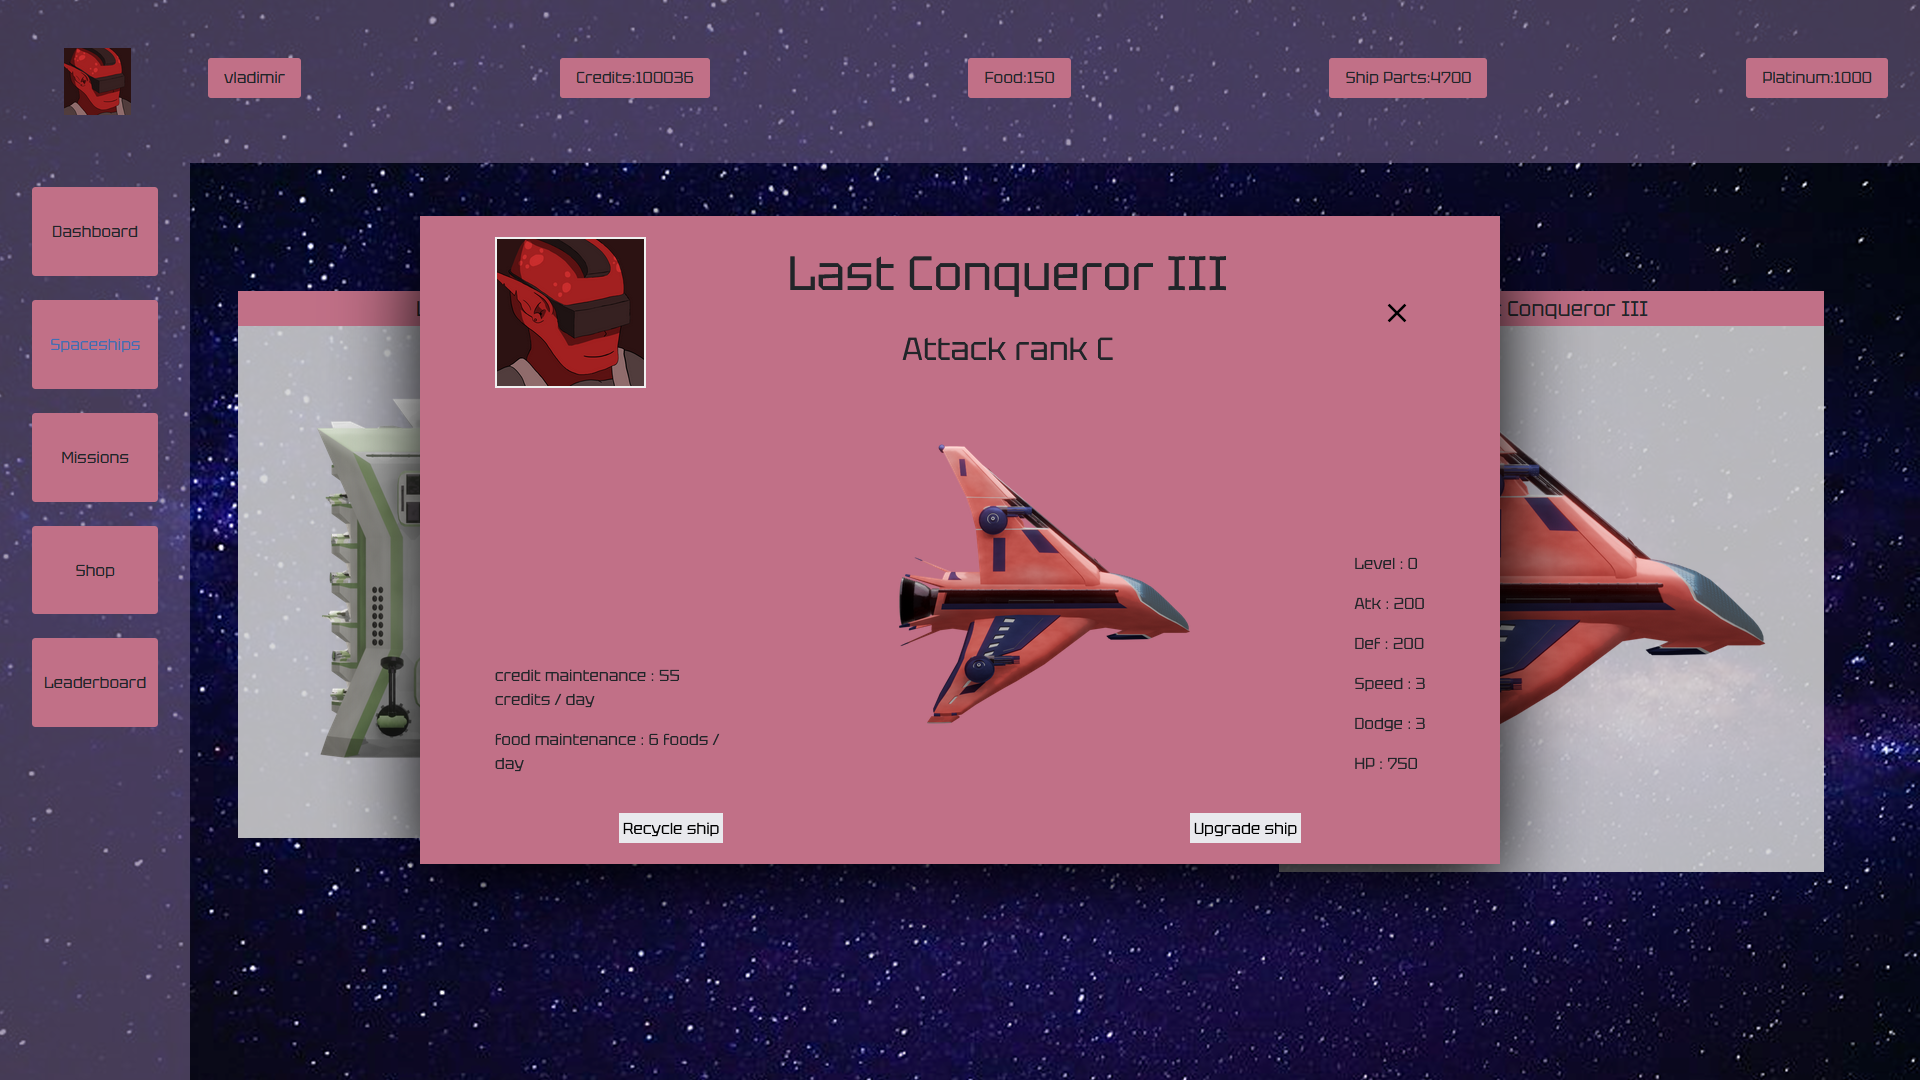 vladimir
Credits:100036
Food:150
Ship Parts:4700
Platinum:1000
Dashboard
Spaceships
Missions
Shop
Leaderboard
Last Conqueror III
Attack rank C
Conqueror III
Level : 0
Atk : 200
Def : 200
Speed : 3
Dodge : 3
HP : 750
credit maintenance : 55
credits / day
food maintenance : 6 foods /
day
Recycle ship
Upgrade ship